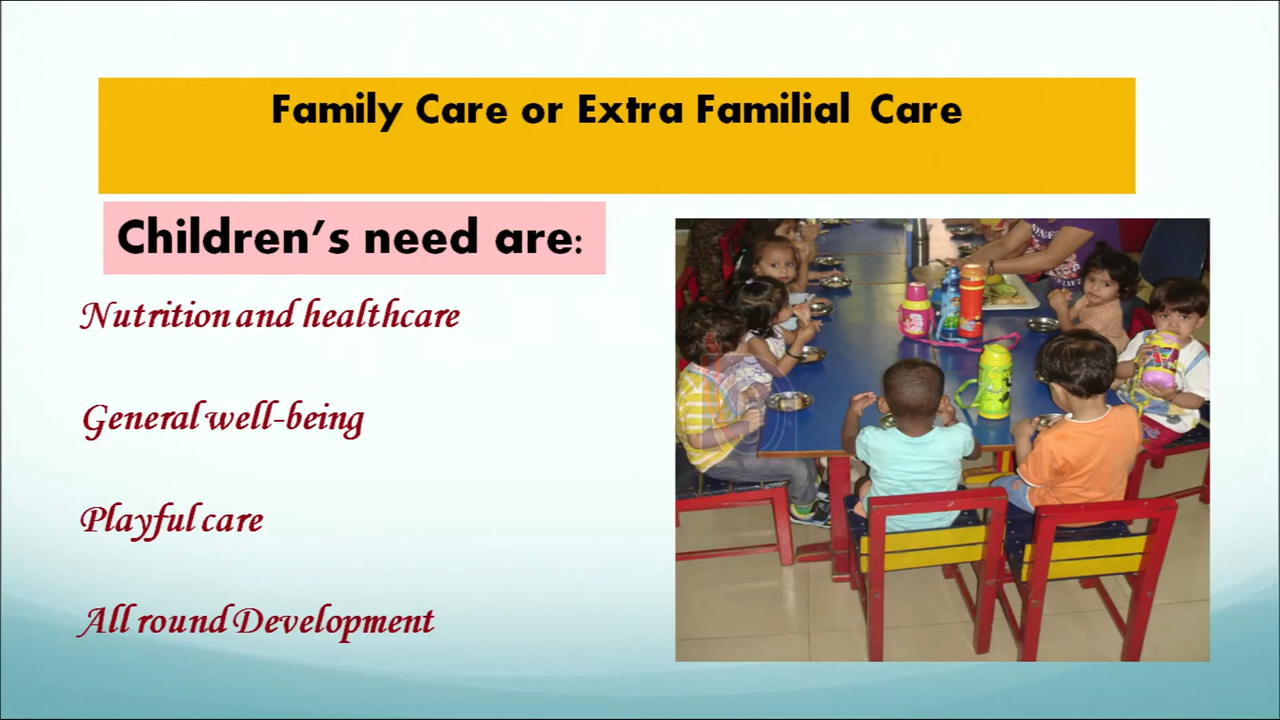 Family Care or Extra Familial Care
Children's need are:
Nutrition and healthcare
General well-being
Playful care
All round Development